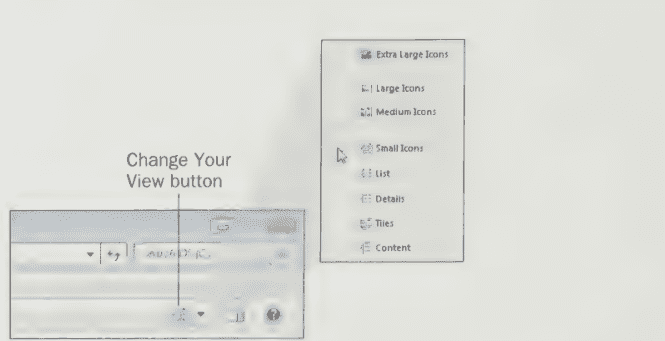 Extra Large Icons
Large Icons
Medium Icons
Small Icons
List
Details
Tiles
Content
Change Your
View button